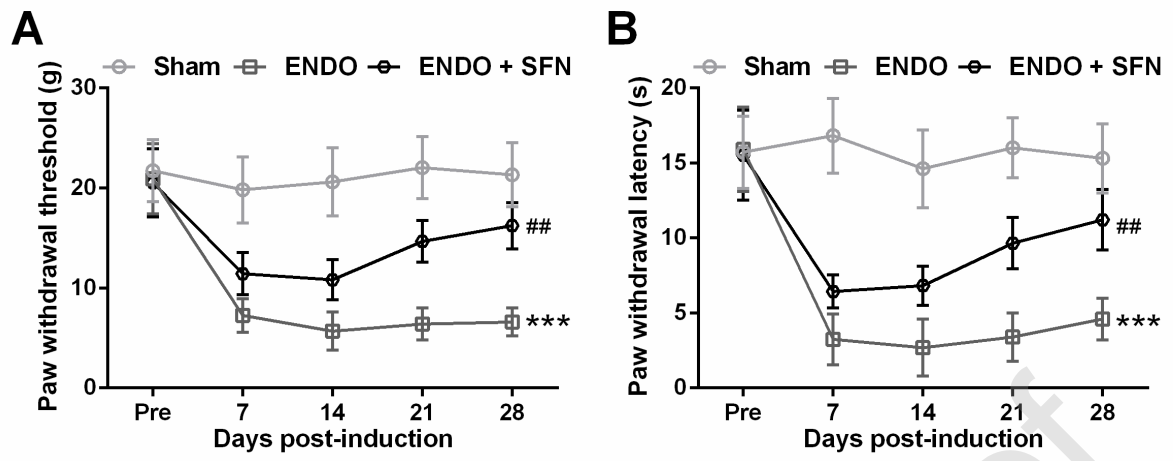 A
Sham ENDO ENDO + SFN
Paw withdrawal threshold (g)
30
20
10
0
Pre 7 14 21 28
Days post-induction
##
***
B
Sham ENDO ENDO + SFN
Paw withdrawal latency (s)
20
15
10
5
0
Pre 7 14 21 28
Days post-induction
##
***